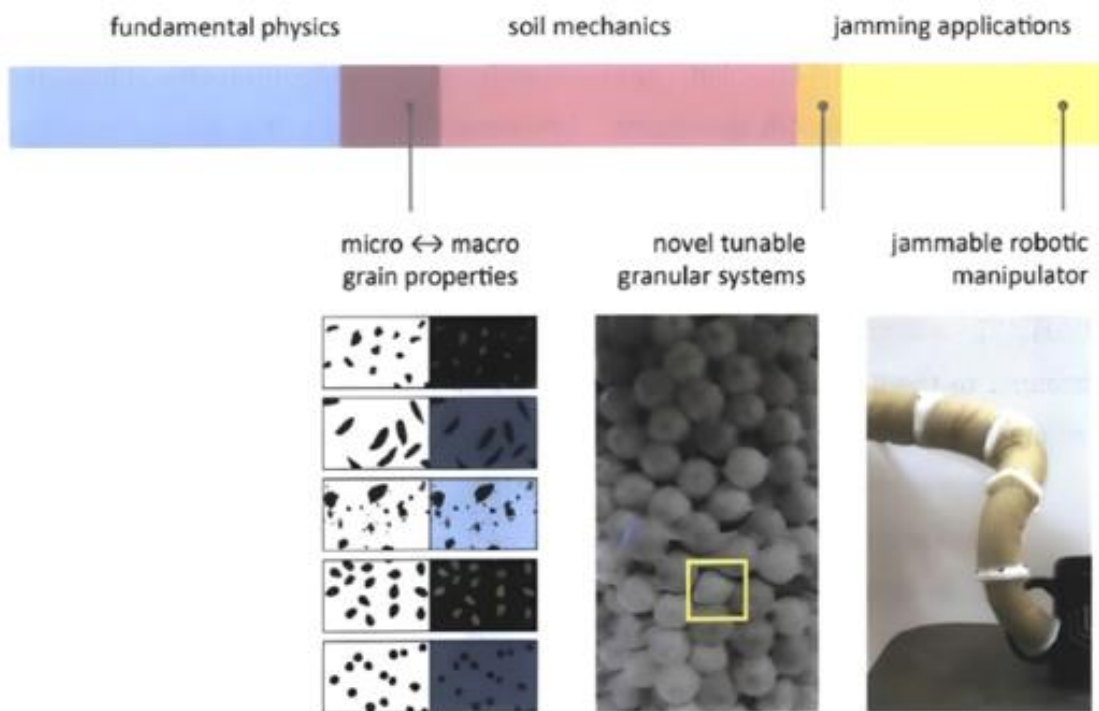 fundamental physics
soil mechanics
jamming applications
micro ↔ macro
grain properties
novel tunable
granular systems
jammable robotic
manipulator